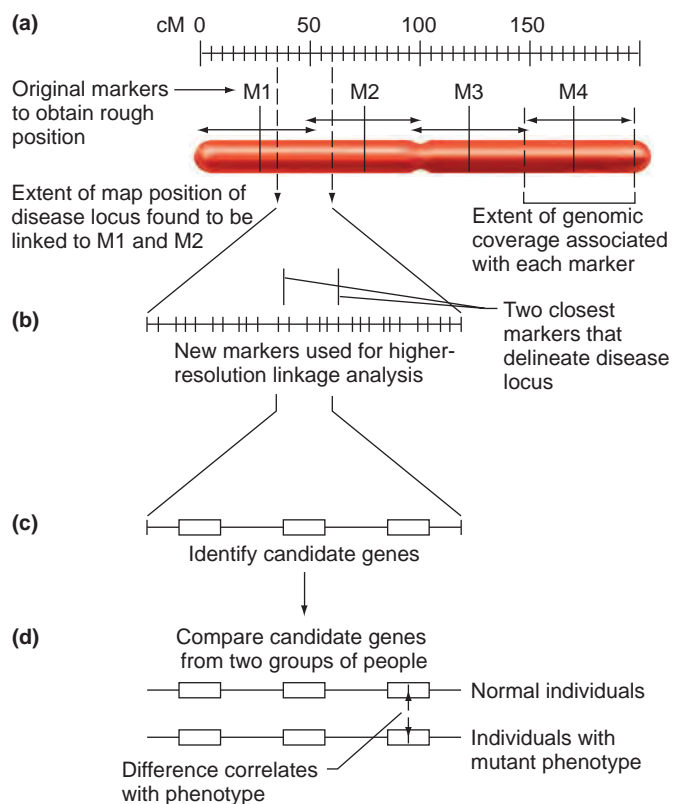 (a)
cM 0 50 100 150
Original markers
to obtain rough
position
M1 M2 M3 M4
Extent of map position of
disease locus found to be
linked to M1 and M2
Extent of genomic
coverage associated
with each marker
(b)
Two closest
markers that
delineate disease
locus
New markers used for higher-
resolution linkage analysis
(c)
Identify candidate genes
(d)
Compare candidate genes
from two groups of people
Normal individuals
Individuals with
mutant phenotype
Difference correlates
with phenotype